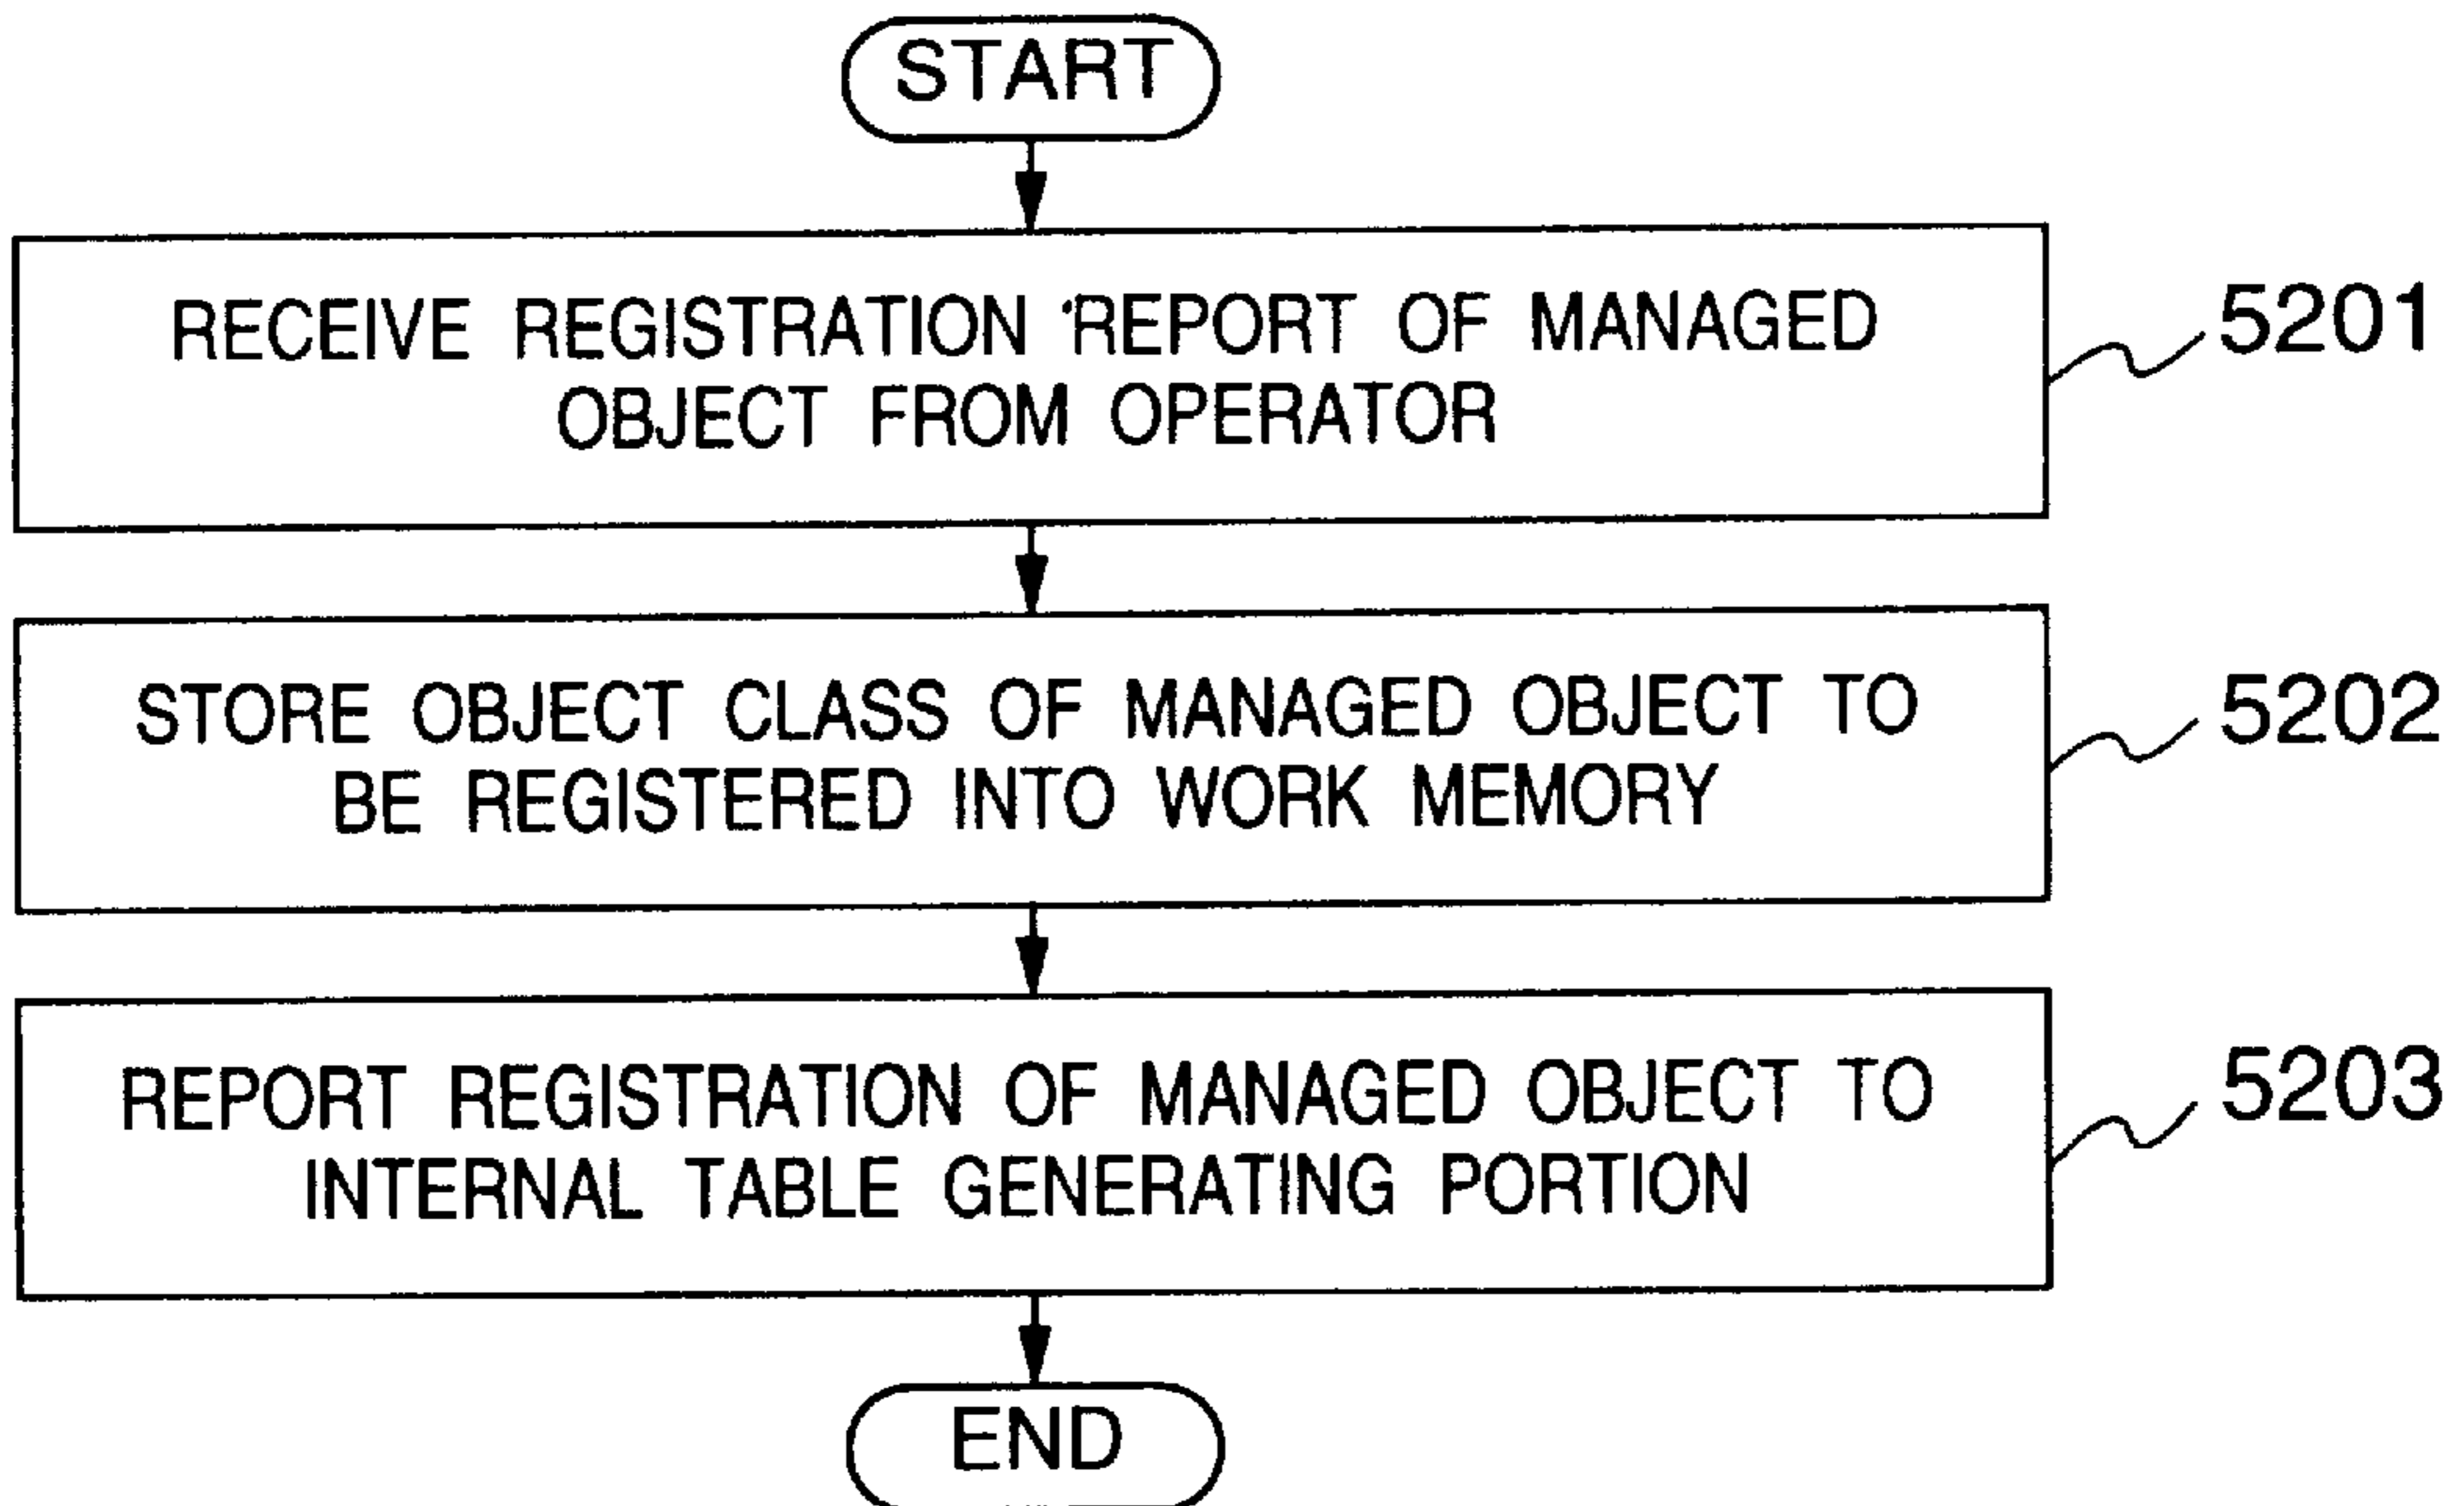 START
RECEIVE REGISTRATION REPORT OF MANAGED
OBJECT FROM OPERATOR
5201
STORE OBJECT CLASS OF MANAGED OBJECT TO
BE REGISTERED INTO WORK MEMORY
5202
REPORT REGISTRATION OF MANAGED OBJECT TO
INTERNAL TABLE GENERATING PORTION
5203
END